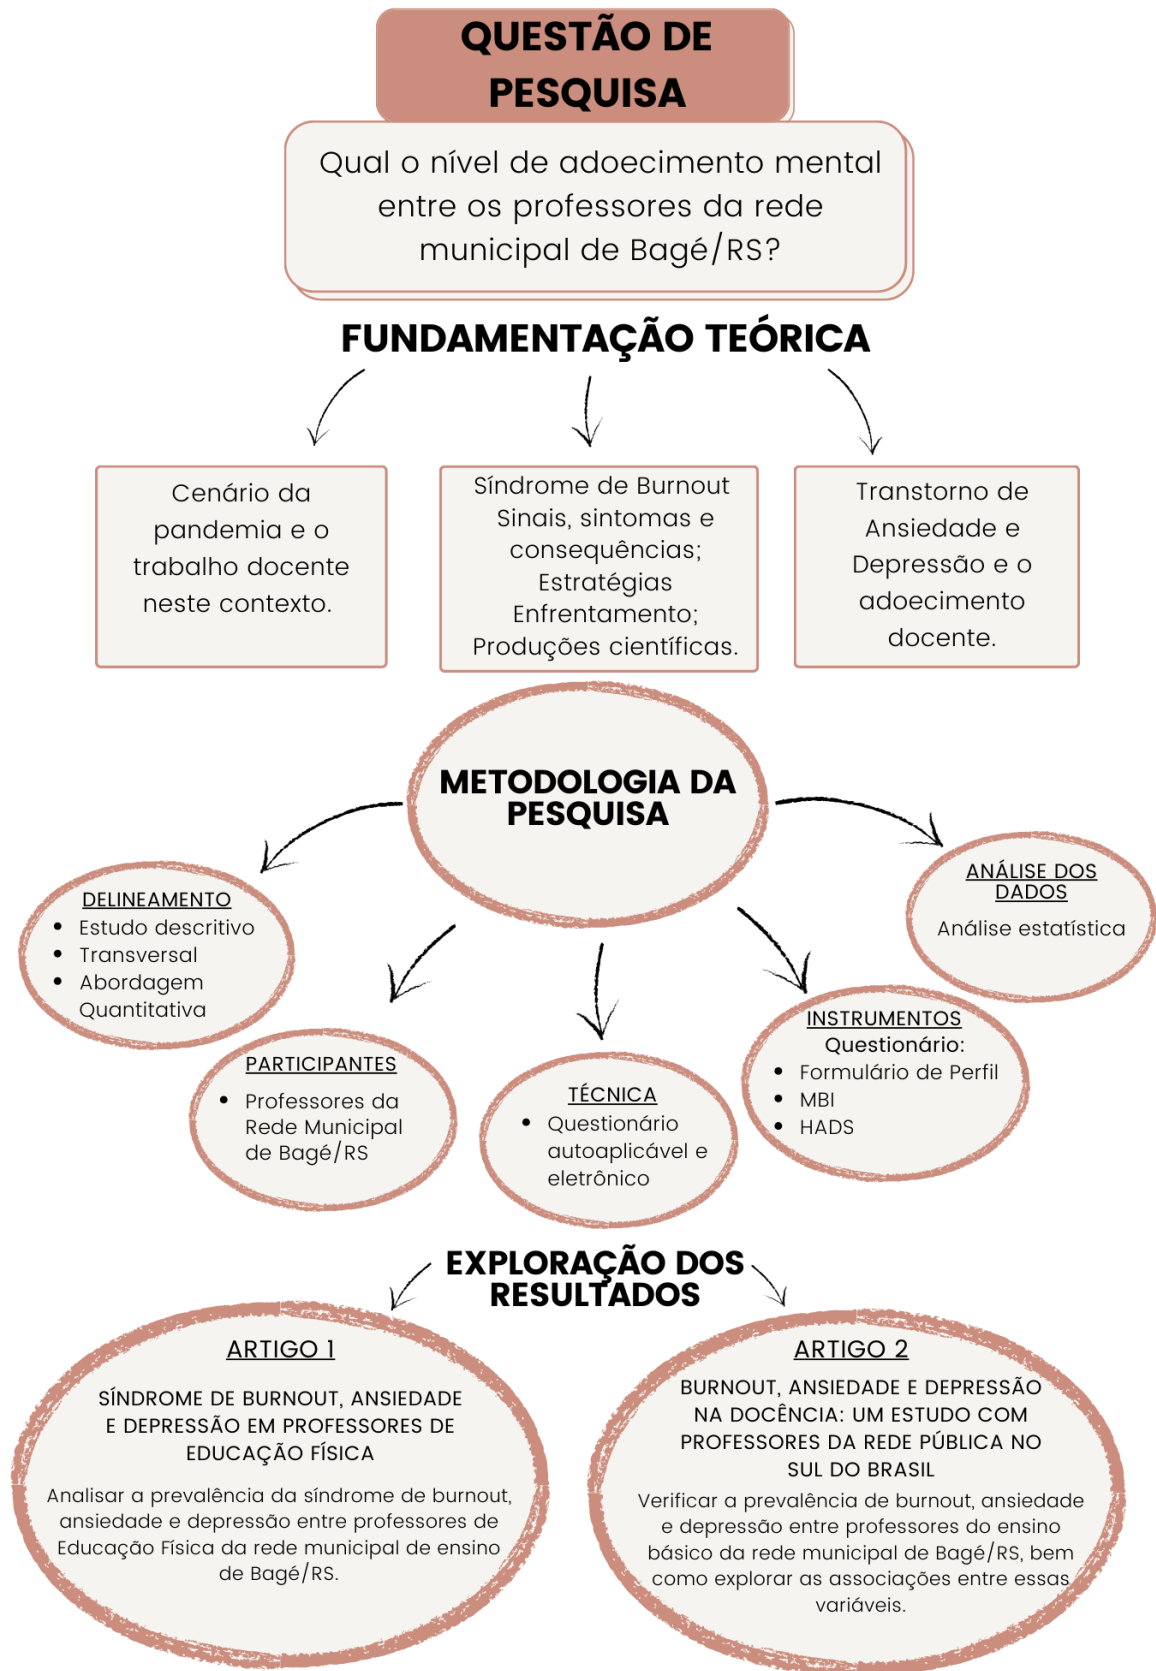 QUESTÃO DE
PESQUISA
Qual o nível de adoecimento mental
entre os professores da rede
municipal de Bagé/RS?
FUNDAMENTAÇÃO TEÓRICA
Cenário da
pandemia e o
trabalho docente
neste contexto.
Síndrome de Burnout
Sinais, sintomas e
consequências;
Estratégias
Enfrentamento;
Produções científicas.
Transtorno de
Ansiedade e
Depressão e o
adoecimento
docente.
METODOLOGIA DA
PESQUISA
DELINEAMENTO
• Estudo descritivo
• Transversal
• Abordagem
Quantitativa
PARTICIPANTES
• Professores da
Rede Municipal
de Bagé/RS
TÉCNICA
• Questionário
autoaplicável e
eletrônico
INSTRUMENTOS
Questionário:
• Formulário de Perfil
• MBI
• HADS
ANÁLISE DOS
DADOS
Análise estatística
EXPLORAÇÃO DOS
RESULTADOS
ARTIGO 1
SÍNDROME DE BURNOUT, ANSIEDADE
E DEPRESSÃO EM PROFESSORES DE
EDUCAÇÃO FÍSICA
Analisar a prevalência da síndrome de burnout,
ansiedade e depressão entre professores de
Educação Física da rede municipal de ensino
de Bagé/RS.
ARTIGO 2
BURNOUT, ANSIEDADE E DEPRESSÃO
NA DOCÊNCIA: UM ESTUDO COM
PROFESSORES DA REDE PÚBLICA NO
SUL DO BRASIL
Verificar a prevalência de burnout, ansiedade
e depressão entre professores do ensino
básico da rede municipal de Bagé/RS, bem
como explorar as associações entre essas
variáveis.